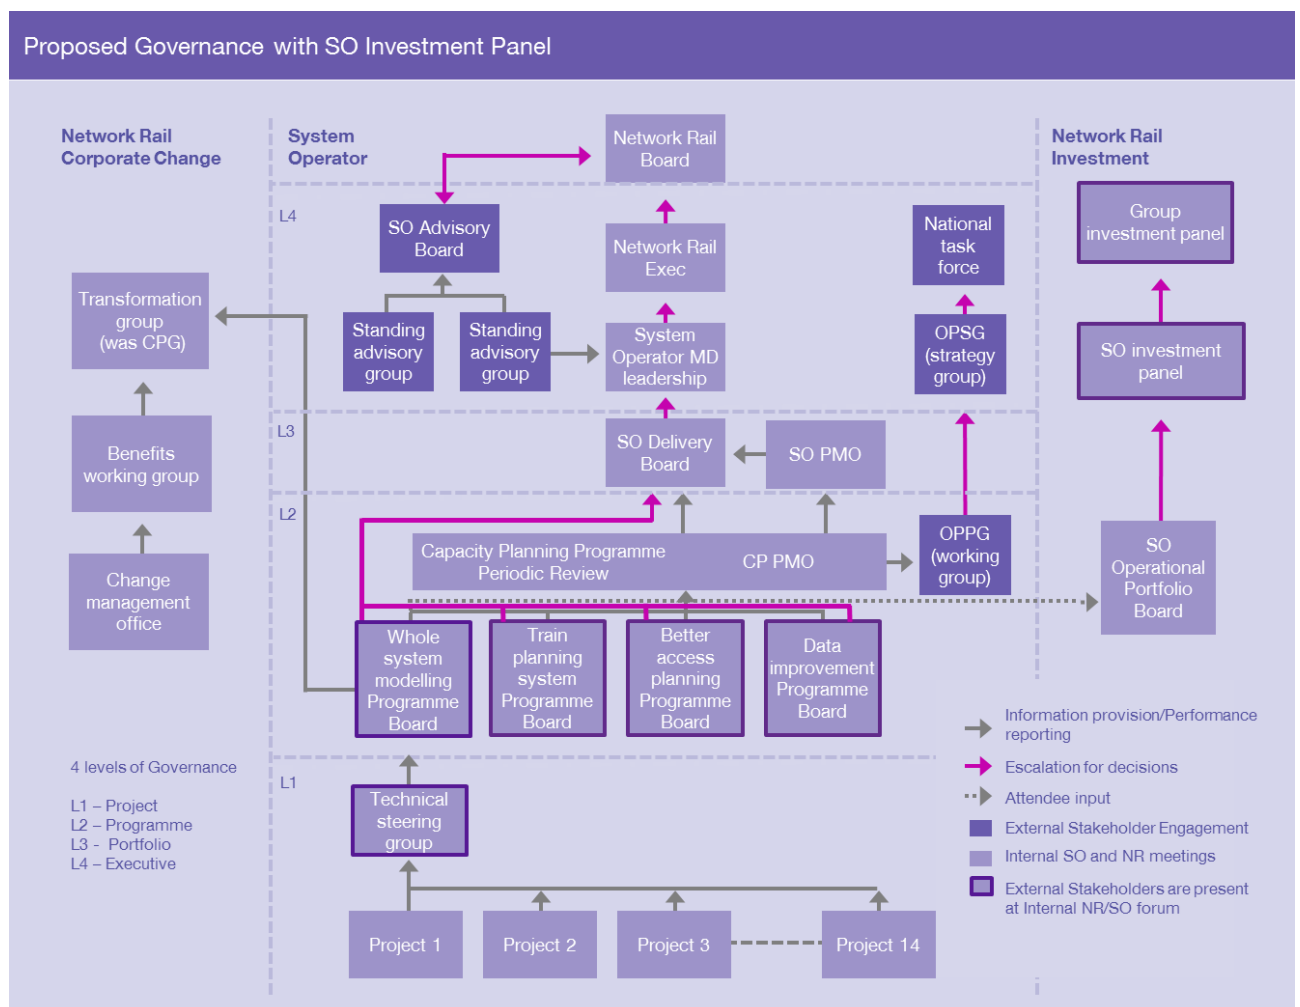 Proposed Governance with SO Investment Panel
Network Rail
Corporate Change
System
Operator
Network Rail
Board
Network Rail
Investment
L4
SO Advisory
Board
Network Rail
Exec
National
task
force
Group
investment panel
Transformation
group
(was CPG)
Standing
advisory
group
Standing
advisory
group
System
Operator MD
leadership
OPSG
(strategy
group)
SO investment
panel
L3
Benefits
working group
SO Delivery
Board
SO PMO
L2
Change
management
office
Capacity Planning Programme
Periodic Review
CP PMO
OPPG
(working
group)
SO
Operational
Portfolio
Board
Whole
system
modelling
Programme
Board
Train
planning
system
Programme
Board
Better
access
planning
Programme
Board
Data
improvement
Programme
Board
L1
4 levels of Governance
L1 – Project
L2 – Programme
L3 - Portfolio
L4 – Executive
Technical
steering
group
Project 1
Project 2
Project 3
Project 14
Information provision/Performance
reporting
Escalation for decisions
Attendee input
External Stakeholder Engagement
Internal SO and NR meetings
External Stakeholders are present
at Internal NR/SO forum